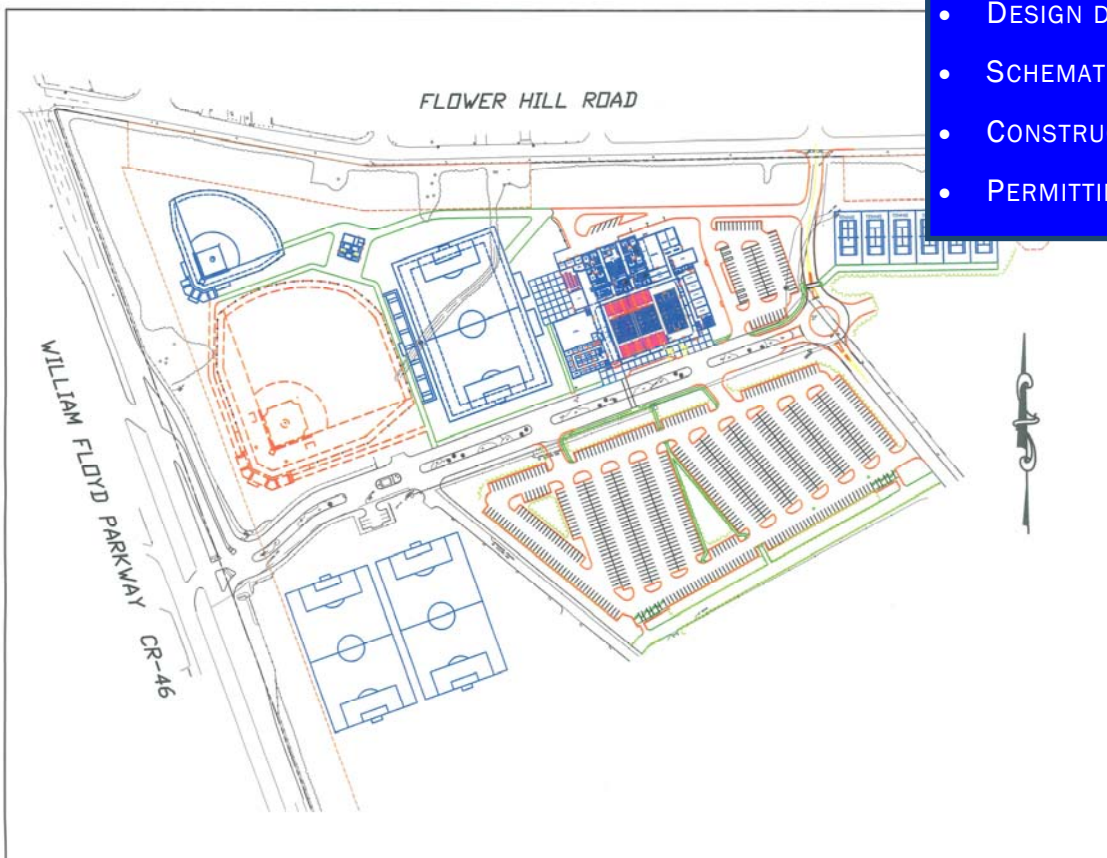 • DESIGN D
• SCHEMAT
• CONSTRU
• PERMITTI
FLOWER HILL ROAD
WILLIAM FLOYD PARKWAY CR-46